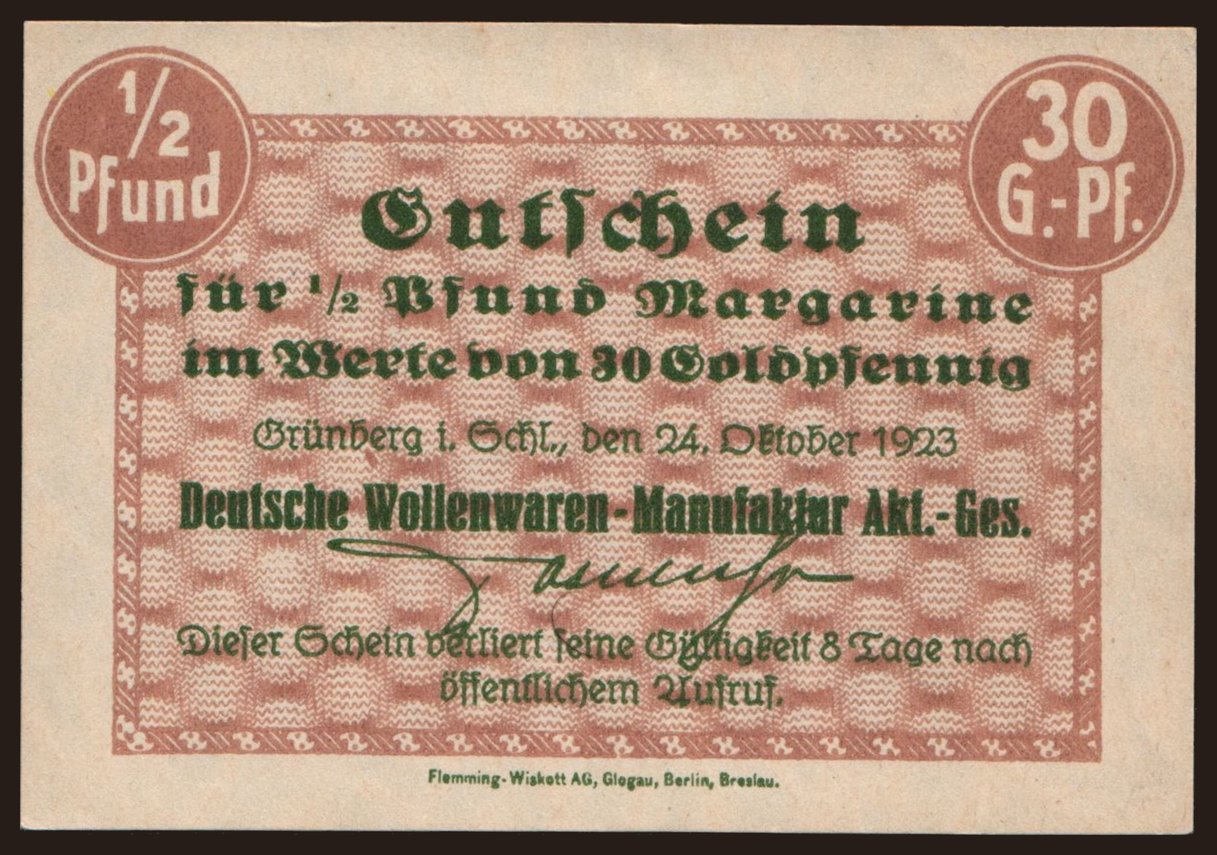 1/2
Pfund
30
G.-Pf.
Gutschein
für 1/2 Pfund Margarine
im Werte von 30 Goldpfennig
Grünberg i. Schl., den 24. Oktober 1923
Deutsche Wollenwaren-Manufaktur Akt.-Ges.
Dieser Schein verliert seine Gültigkeit 8 Tage nach
öffentlichem Aufruf.
Flemming-Wiskott AG, Glogau, Berlin, Breslau.